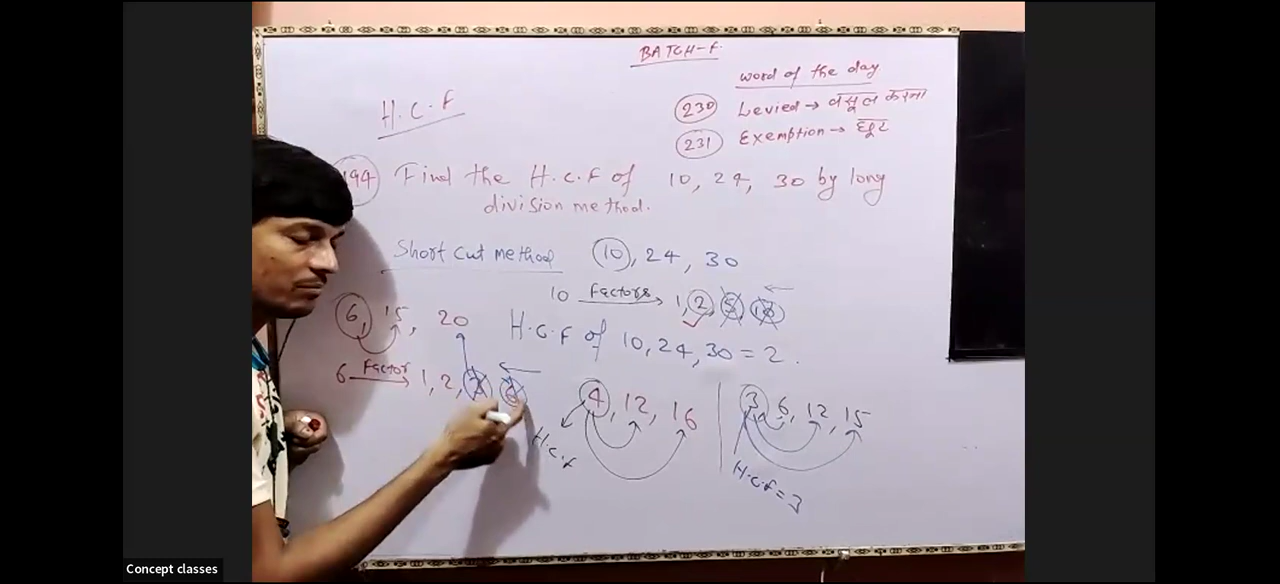 BATCH-F.
word of the day
H.C.F
230 Levied → वसूल करना
231 Exemption → छूट
194 Find the H.C.F of 10, 24, 30 by long
division method.
Short cut method 10, 24, 30
10 Factors → 1, 2, 5, 10 ←
6, 15, 20
H.C.F of 10, 24, 30 = 2.
6 Factor → 1, 2, 3, 6 ←
4, 12, 16
H.C.F
3, 6, 12, 15
H.C.F = 3
Concept classes